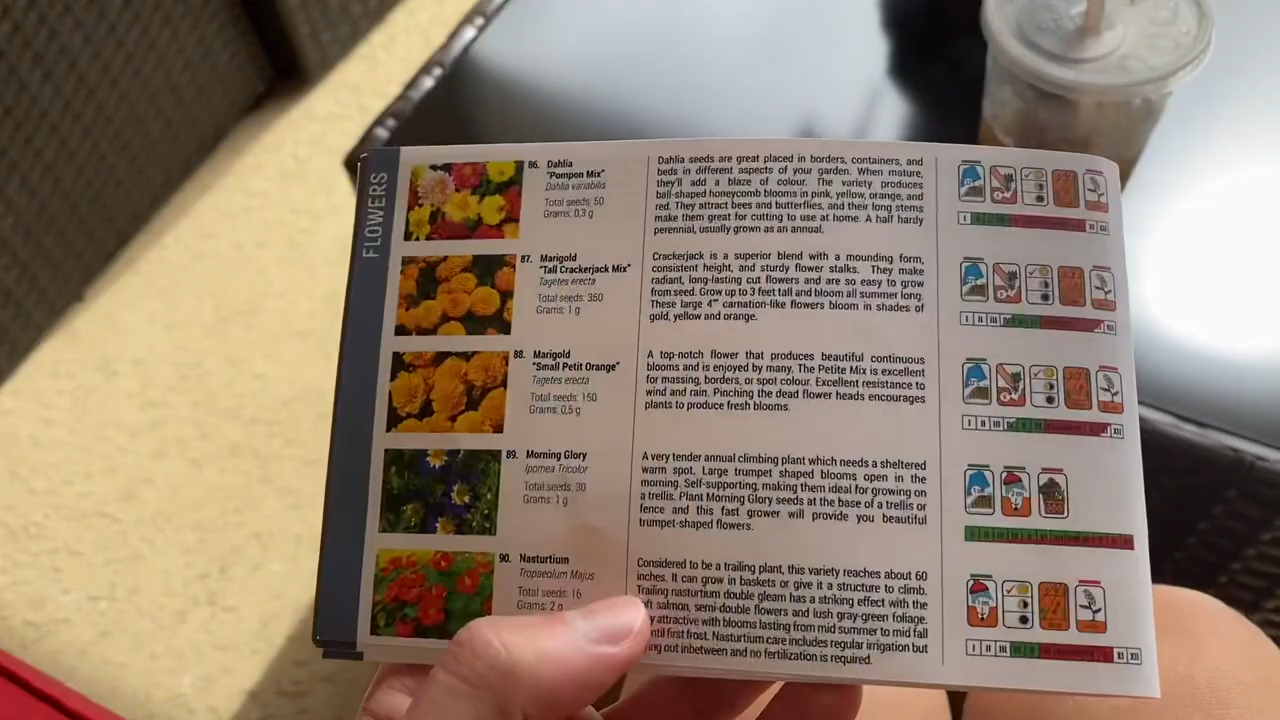 FLOWERS
86. Dahlia
"Pompon Mix"
Dahlia variabilis
Total seeds: 50
Grams: 0,3 g
Dahlia seeds are great placed in borders, containers, and
beds in different aspects of your garden. When mature,
they'll add a blaze of colour. The variety produces
ball-shaped honeycomb blooms in pink, yellow, orange, and
red. They attract bees and butterflies, and their long stems
make them great for cutting to use at home. A half hardy
perennial, usually grown as an annual.
I
XI XII
87. Marigold
"Tall Crackerjack Mix"
Tagetes erecta
Total seeds: 350
Grams: 1 g
Crackerjack is a superior blend with a mounding form,
consistent height, and sturdy flower stalks. They make
radiant, long-lasting cut flowers and are so easy to grow
from seed. Grow up to 3 feet tall and bloom all summer long.
These large 4"" carnation-like flowers bloom in shades of
gold, yellow and orange.
I II III
XII
88. Marigold
"Small Petit Orange"
Tagetes erecta
Total seeds: 150
Grams: 0,5 g
A top-notch flower that produces beautiful continuous
blooms and is enjoyed by many. The Petite Mix is excellent
for massing, borders, or spot colour. Excellent resistance to
wind and rain. Pinching the dead flower heads encourages
plants to produce fresh blooms.
I II III
XII
89. Morning Glory
Ipomea Tricolor
Total seeds: 30
Grams: 1 g
A very tender annual climbing plant which needs a sheltered
warm spot. Large trumpet shaped blooms open in the
morning. Self-supporting, making them ideal for growing on
a trellis. Plant Morning Glory seeds at the base of a trellis or
fence and this fast grower will provide you beautiful
trumpet-shaped flowers.
90. Nasturtium
Tropaeolum Majus
Total seeds: 16
Grams: 2 g
Considered to be a trailing plant, this variety reaches about 60
inches. It can grow in baskets or give it a structure to climb.
Trailing nasturtium double gleam has a striking effect with the
salmon, semi-double flowers and lush gray-green foliage.
attractive with blooms lasting from mid summer to mid fall
until first frost. Nasturtium care includes regular irrigation but
out inbetween and no fertilization is required.
I II III
XI XII